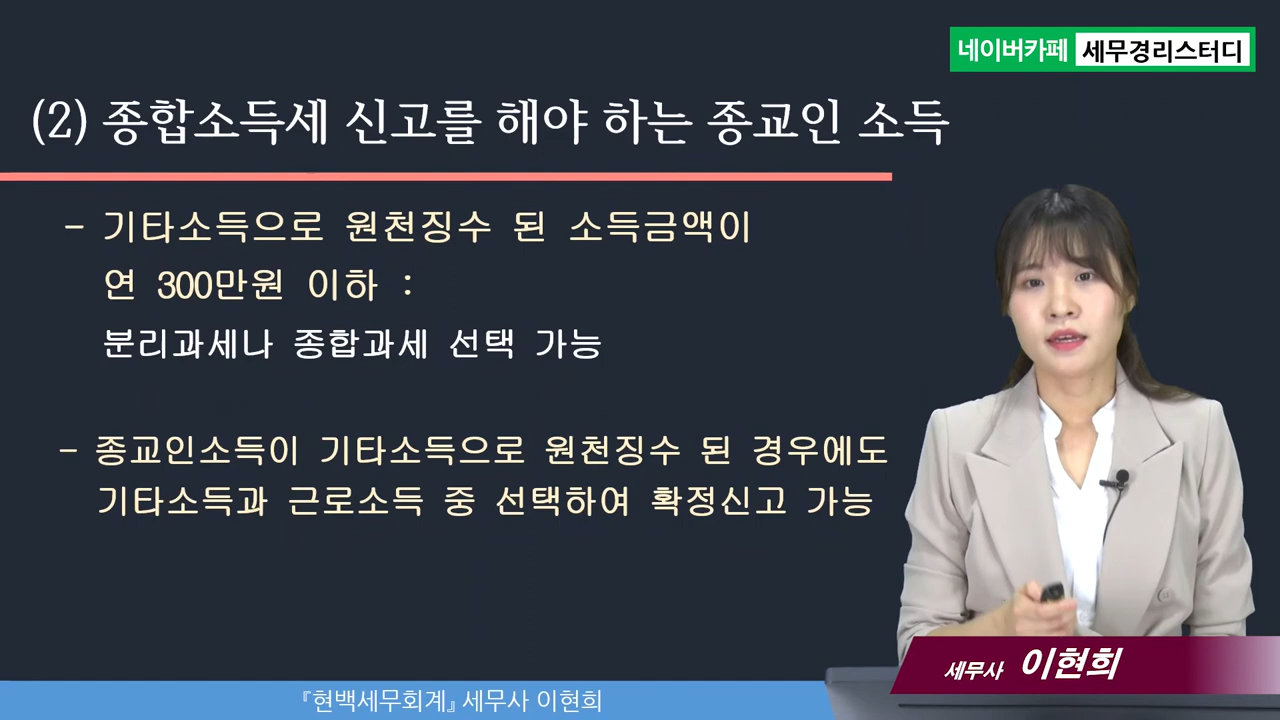 네이버카페 세무경리스터디
(2) 종합소득세 신고를 해야 하는 종교인 소득
- 기타소득으로 원천징수 된 소득금액이
연 300만원 이하 :
분리과세나 종합과세 선택 가능
- 종교인소득이 기타소득으로 원천징수 된 경우에도
기타소득과 근로소득 중 선택하여 확정신고 가능
세무사 이현희
『현백세무회계』 세무사 이현희